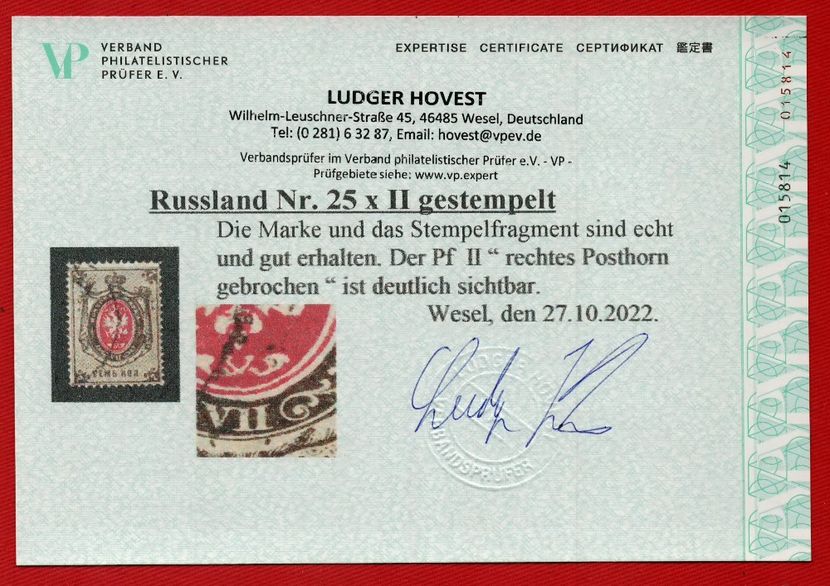 VP
VERBAND
PHILATELISTISCHER
PRÜFER E. V.
EXPERTISE CERTIFICATE СЕРТИФИКАТ 鑑定書
LUDGER HOVEST
Wilhelm-Leuschner-Straße 45, 46485 Wesel, Deutschland
Tel: (0 281) 6 32 87, Email: hovest@vpev.de
Verbandsprüfer im Verband philatelistischer Prüfer e.V. - VP -
Prüfgebiete siehe: www.vp.expert
Russland Nr. 25 x II gestempelt
Die Marke und das Stempelfragment sind echt
und gut erhalten. Der Pf II “ rechtes Posthorn
gebrochen “ ist deutlich sichtbar.
Wesel, den 27.10.2022.
VII
015814
015814